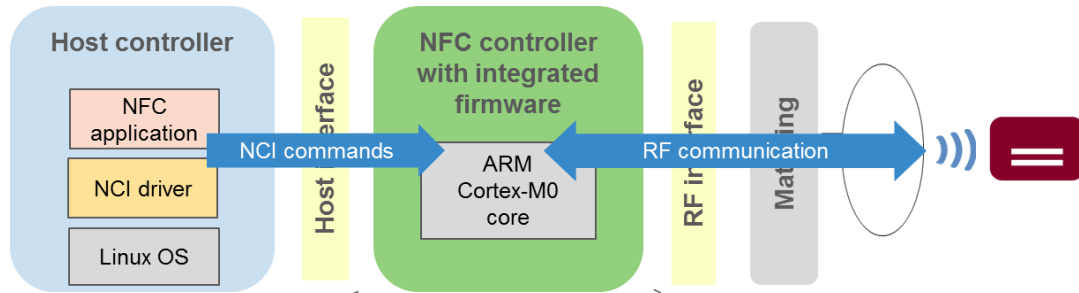 Host controller
NFC
application
NCI driver
Linux OS
NCI commands
NFC controller
with integrated
firmware
ARM
Cortex-M0
core
RF communication